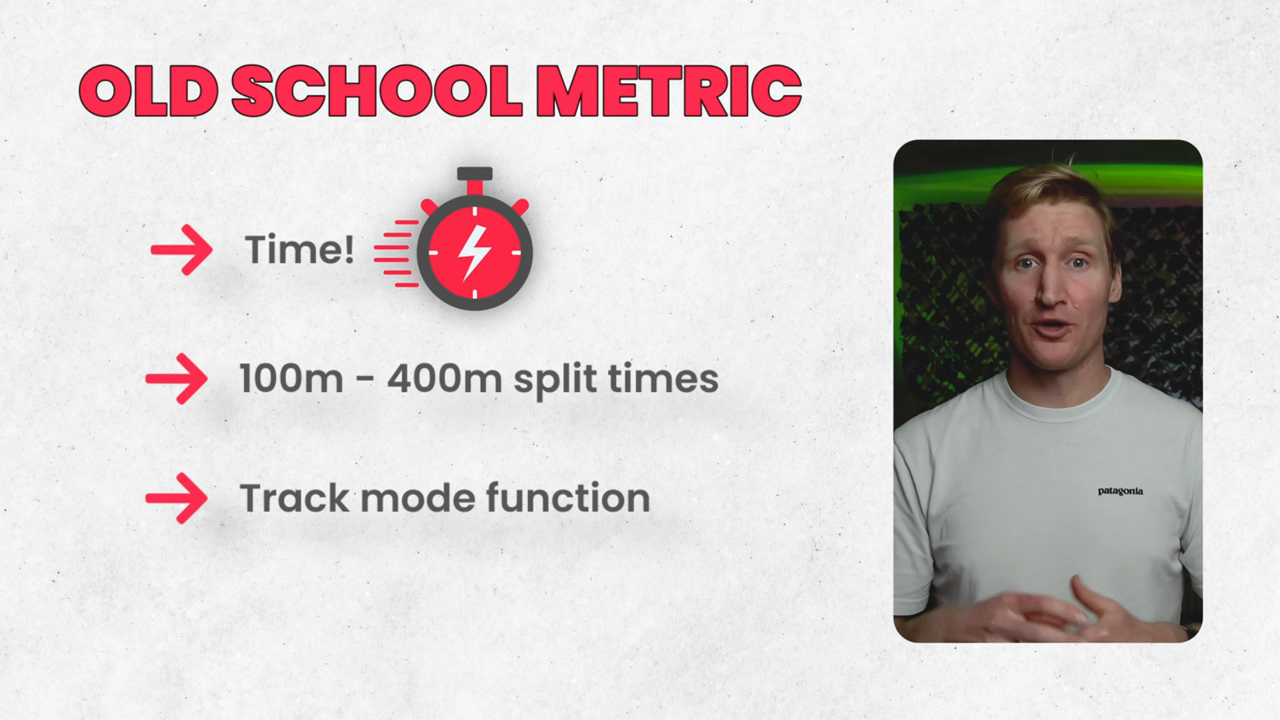 OLD SCHOOL METRIC
Time!
100m - 400m split times
Track mode function
patagonia